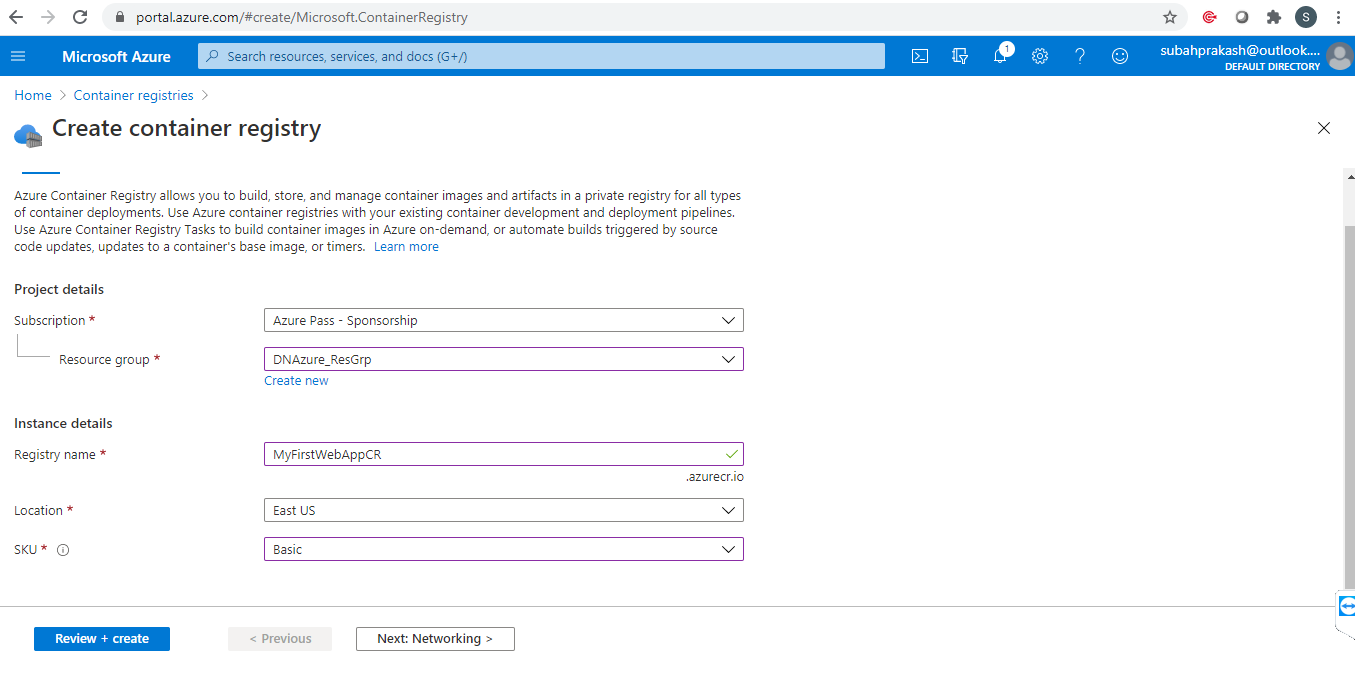 portal.azure.com/#create/Microsoft.ContainerRegistry
S
Microsoft Azure
Search resources, services, and docs (G+/)
1
subahprakash@outlook....
DEFAULT DIRECTORY
Home > Container registries >
Create container registry
Azure Container Registry allows you to build, store, and manage container images and artifacts in a private registry for all types
of container deployments. Use Azure container registries with your existing container development and deployment pipelines.
Use Azure Container Registry Tasks to build container images in Azure on-demand, or automate builds triggered by source
code updates, updates to a container's base image, or timers. Learn more
Project details
Subscription * Azure Pass - Sponsorship
Resource group * DNAzure_ResGrp
Create new
Instance details
Registry name * MyFirstWebAppCR
.azurecr.io
Location * East US
SKU * Basic
Review + create < Previous Next: Networking >